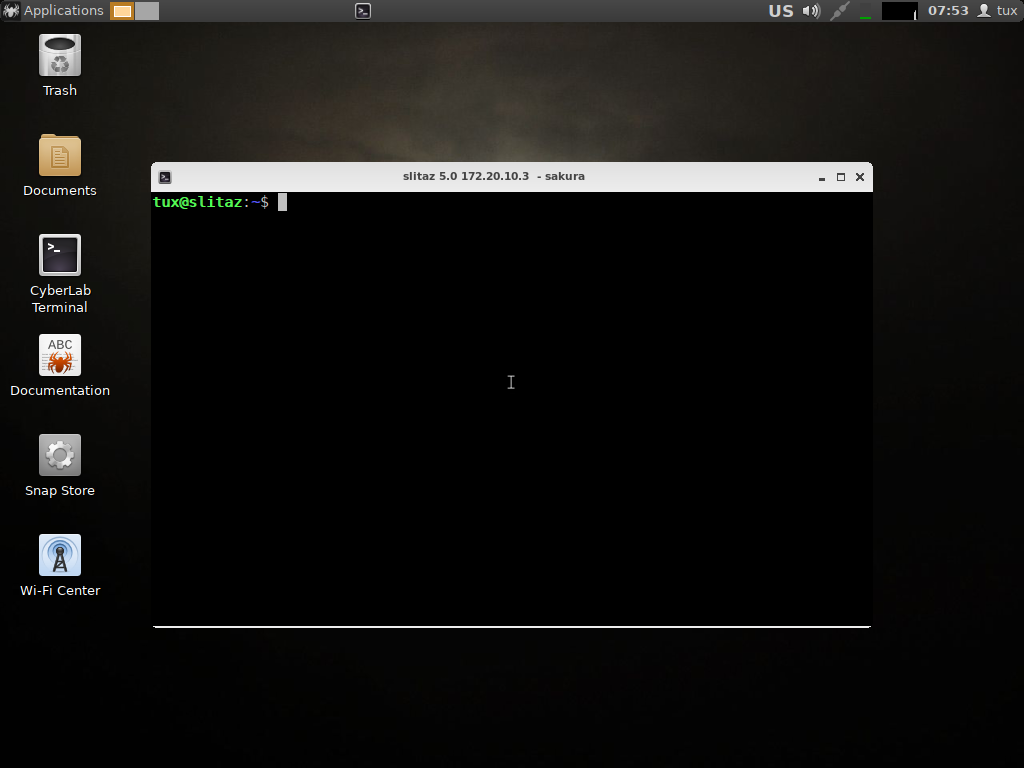 Applications
US
07:53
tux
Trash
Documents
CyberLab
Terminal
ABC
Documentation
Snap Store
Wi-Fi Center
slitaz 5.0 172.20.10.3  - sakura
tux@slitaz:~$